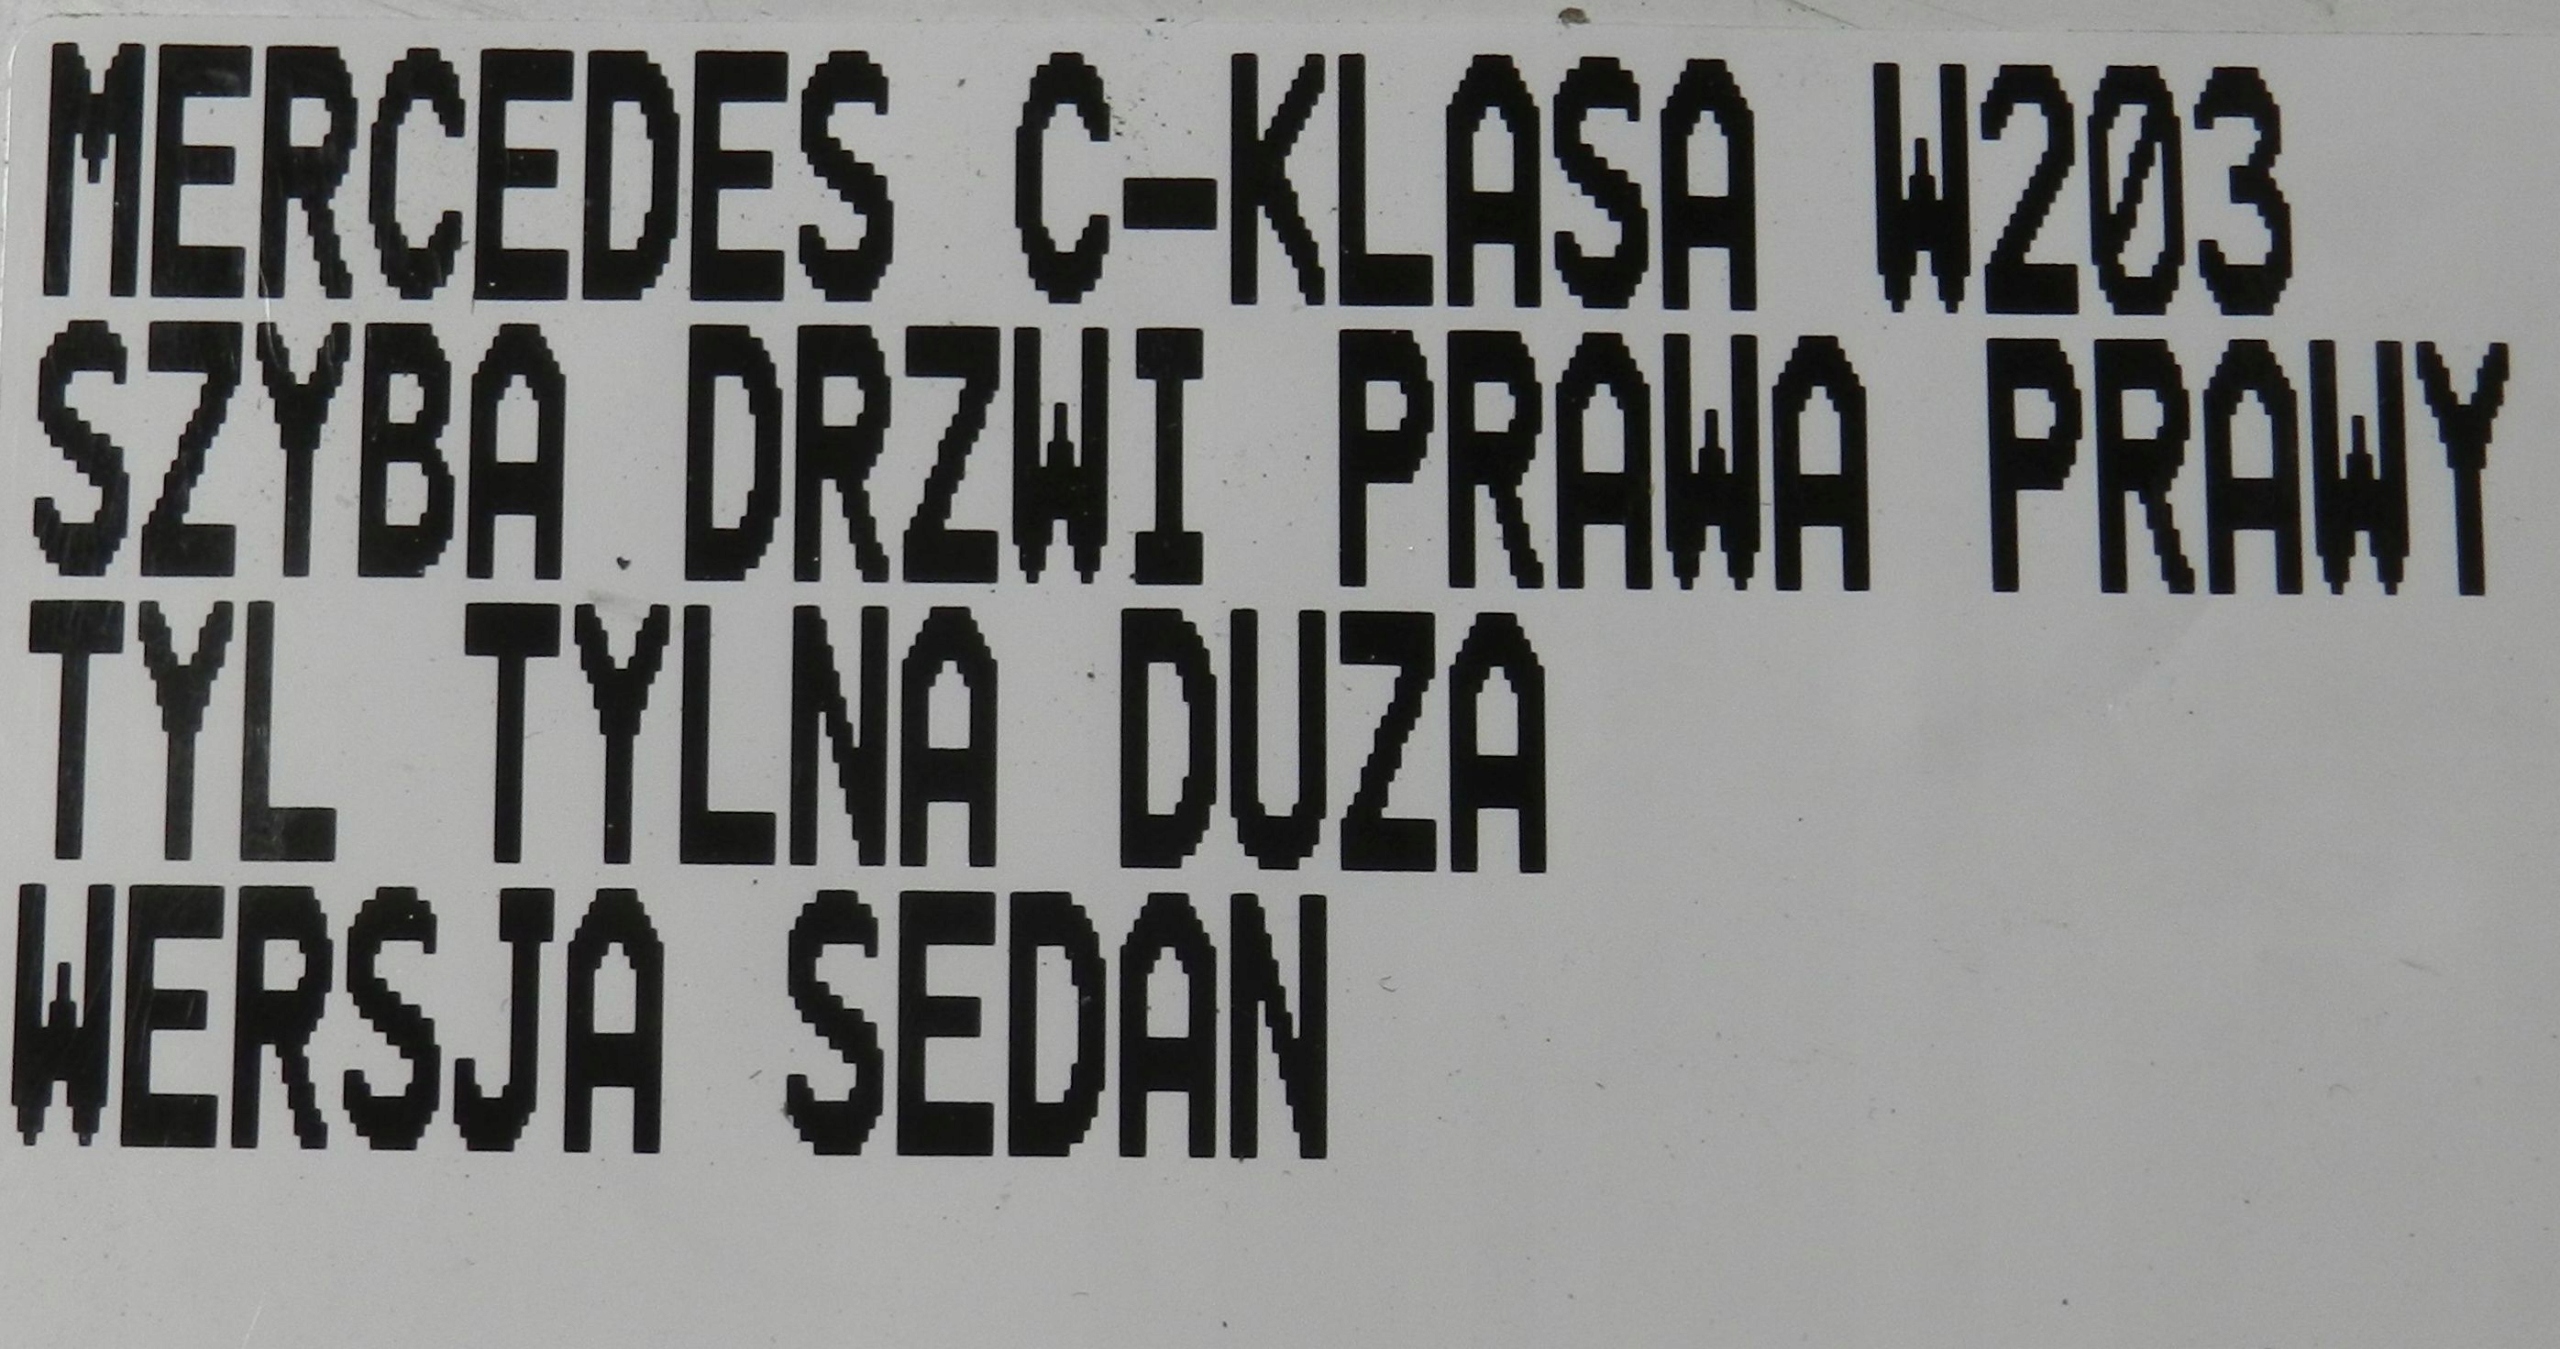 MERCEDES C-KLASA W203
SZYBA DRZWI PRAWA PRAWY
TYL TYLNA DUZA
WERSJA SEDAN